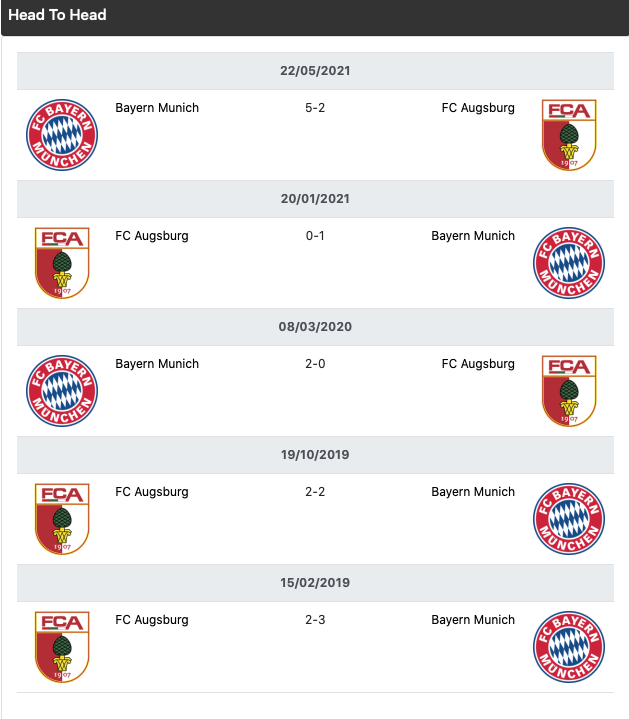 Head To Head
22/05/2021
FC BAYERN MÜNCHEN
Bayern Munich 5-2 FC Augsburg
FCA
1907
20/01/2021
FCA
1907
FC Augsburg 0-1 Bayern Munich
FC BAYERN MÜNCHEN
08/03/2020
FC BAYERN MÜNCHEN
Bayern Munich 2-0 FC Augsburg
FCA
1907
19/10/2019
FCA
1907
FC Augsburg 2-2 Bayern Munich
FC BAYERN MÜNCHEN
15/02/2019
FCA
1907
FC Augsburg 2-3 Bayern Munich
FC BAYERN MÜNCHEN